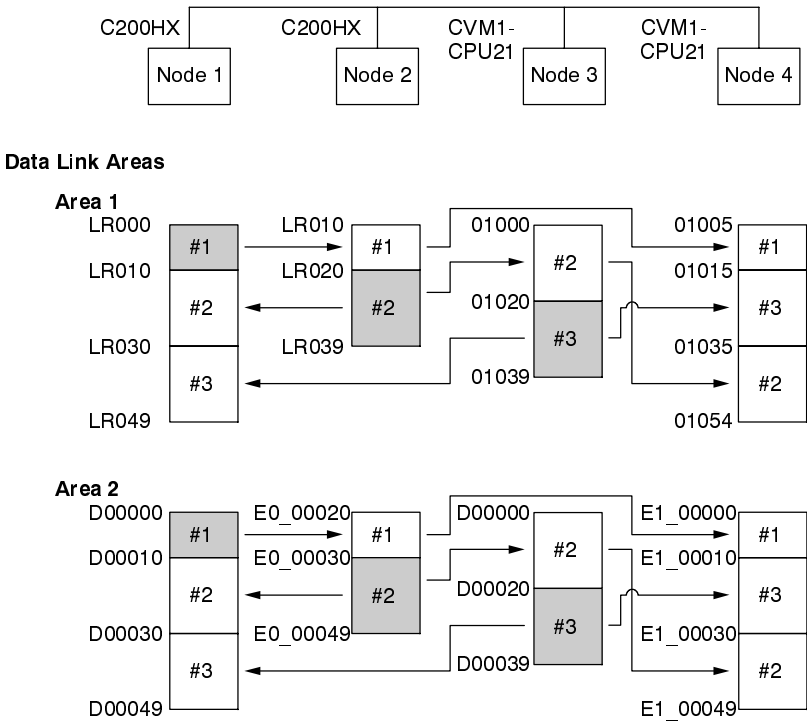 C200HX C200HX CVM1-CPU21 CVM1-CPU21
Node 1 Node 2 Node 3 Node 4
Data Link Areas
Area 1
LR000 LR010 01000 01005
#1 #1 #2 #1
LR010 LR020 01015
#2 #2 01020 #3
LR030 LR039 #3 01035
#3 01039 #2
LR049 01054
Area 2
D00000 E0_00020 D00000 E1_00000
#1 #1 #2 #1
D00010 E0_00030 E1_00010
#2 #2 D00020 #3
D00030 E0_00049 #3 E1_00030
#3 D00039 #2
D00049 E1_00049